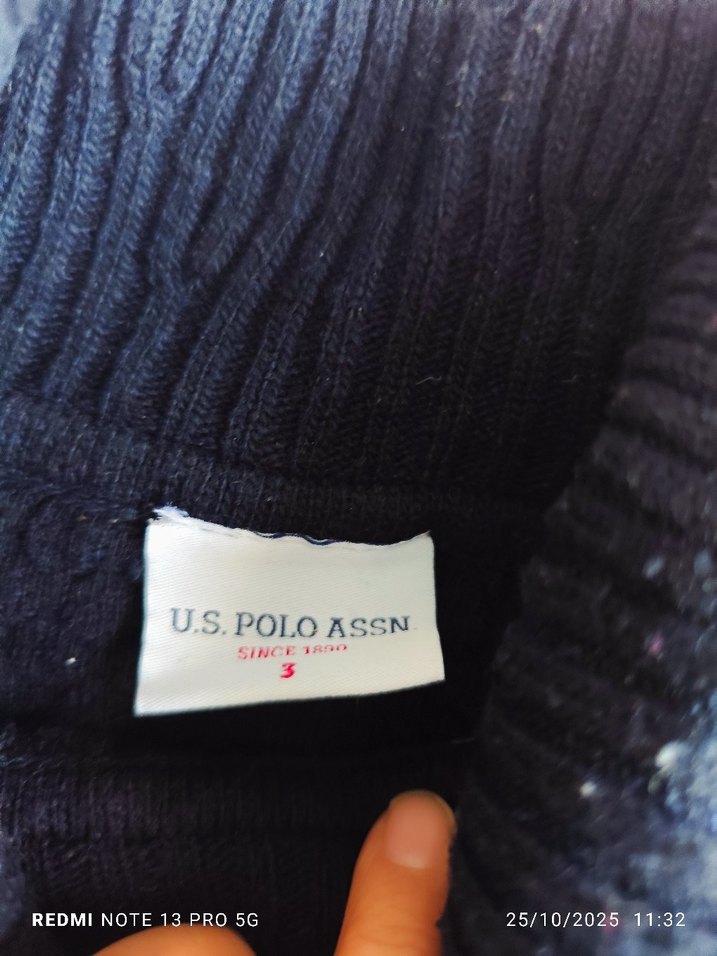 U.S. POLO ASSN.
SINCE 1890
3
REDMI NOTE 13 PRO 5G
25/10/2025 11:32